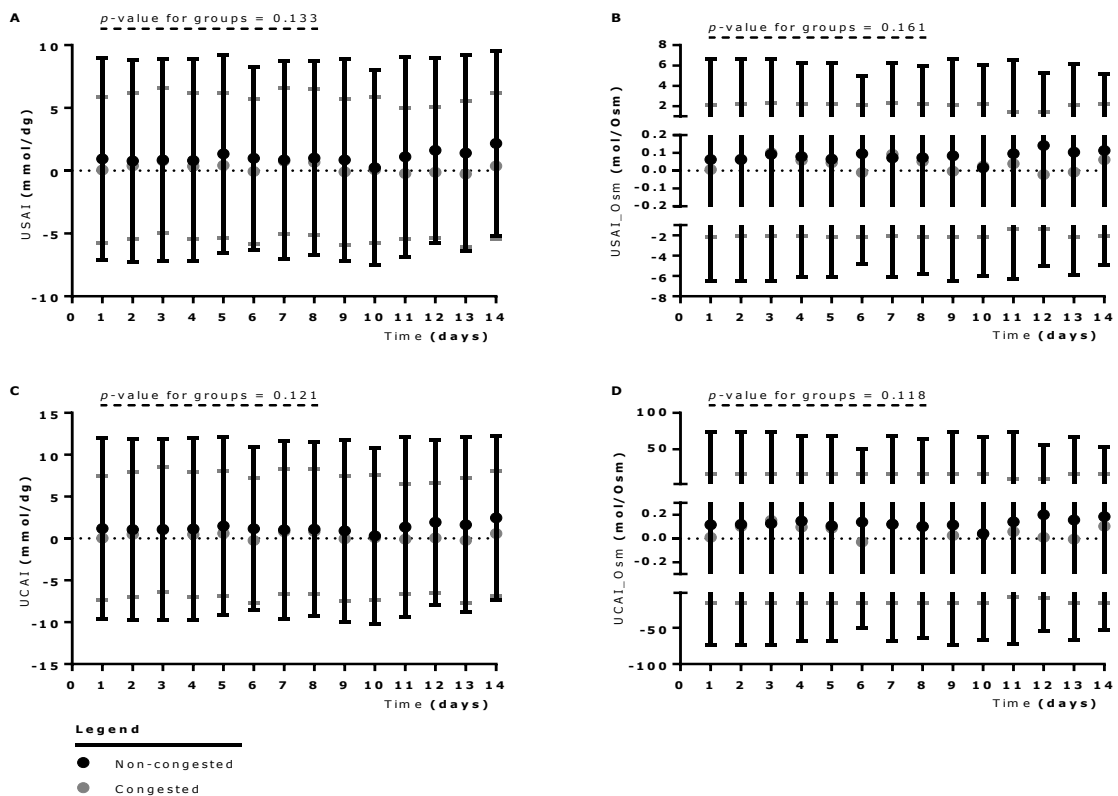 A
p-value for groups = 0.133
10
5
0
-5
-10
USAI (mmol/dg)
0 1 2 3 4 5 6 7 8 9 10 11 12 13 14
Time (days)
B
p-value for groups = 0.161
8
6
4
2
0.2
0.1
0.0
-0.1
-0.2
-2
-4
-6
-8
USAI_Osm (mol/Osm)
0 1 2 3 4 5 6 7 8 9 10 11 12 13 14
Time (days)
C
p-value for groups = 0.121
15
10
5
0
-5
-10
-15
UCAI (mmol/dg)
0 1 2 3 4 5 6 7 8 9 10 11 12 13 14
Time (days)
D
p-value for groups = 0.118
100
50
0.2
0.0
-0.2
-50
-100
UCAI_Osm (mol/Osm)
0 1 2 3 4 5 6 7 8 9 10 11 12 13 14
Time (days)
Legend
Non-congested
Congested